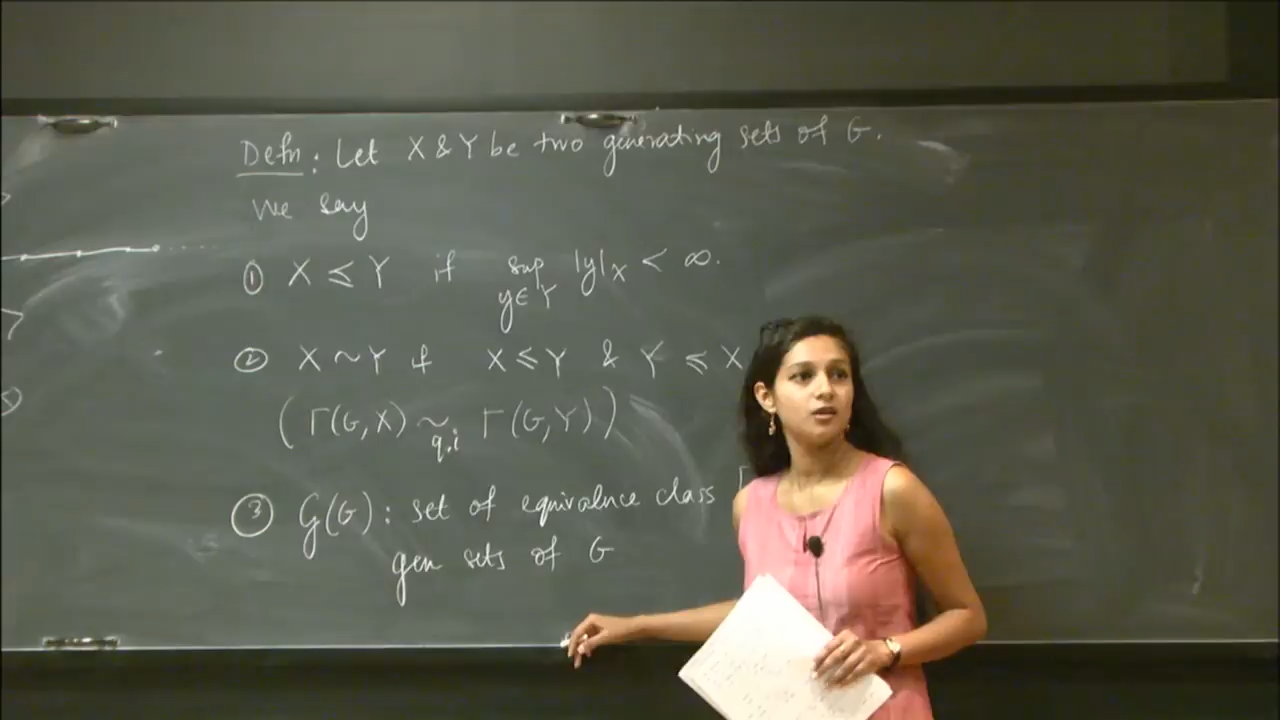 Defn: Let X & Y be two generating sets of G.
We say
① X ≤ Y if sup |y|_X < ∞.
y∈Y
② X ~ Y if X ≤ Y & Y ≤ X
(Γ(G,X) ~ Γ(G,Y))
q.i
③ G(G): set of equivalnce class [
gen sets of G